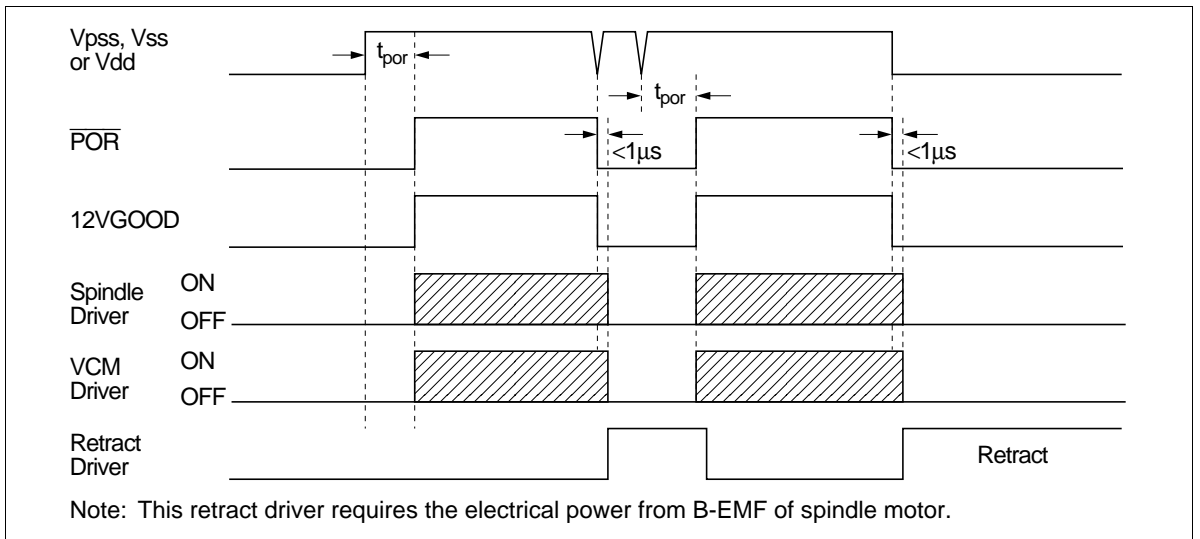 Vpss, Vss
or Vdd
tpor
tpor
POR
<1µs
<1µs
12VGOOD
Spindle
Driver
ON
OFF
VCM
Driver
ON
OFF
Retract
Driver
Retract
Note: This retract driver requires the electrical power from B-EMF of spindle motor.